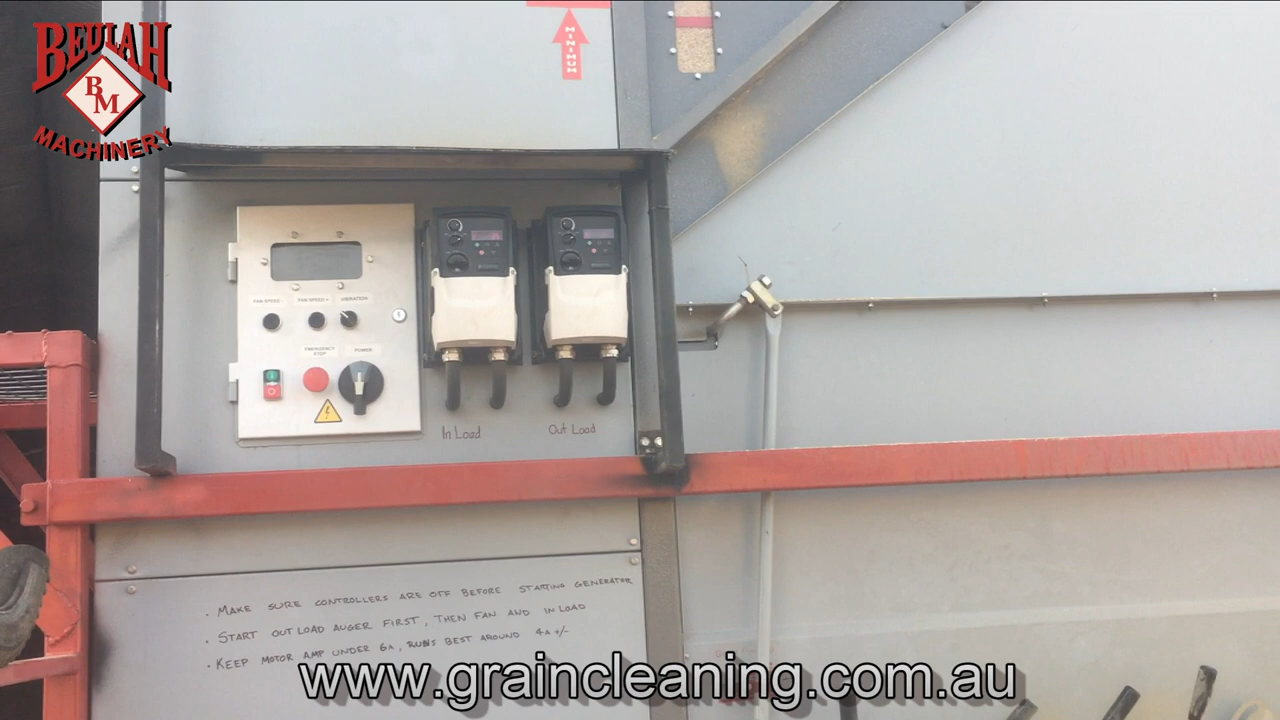 BEULAH
BM
MACHINERY
MINIMUM
FAN SPEED -
FAN SPEED +
VIBRATION
EMERGENCY
STOP
POWER
In Load
Out Load
. MAKE SURE CONTROLLERS ARE OFF BEFORE STARTING GENERATOR
. START OUT LOAD AUGER FIRST, THEN FAN AND IN LOAD
. KEEP MOTOR AMP UNDER 6A, RUNS BEST AROUND 4A +/-
www.graincleaning.com.au